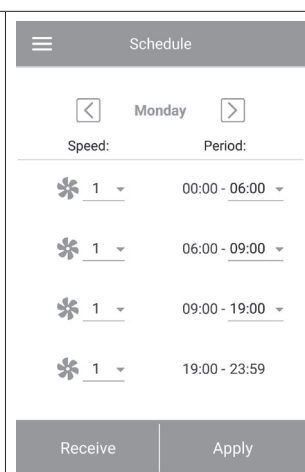 Schedule
Monday
Speed: Period:
1 00:00 - 06:00
1 06:00 - 09:00
1 09:00 - 19:00
1 19:00 - 23:59
Receive Apply